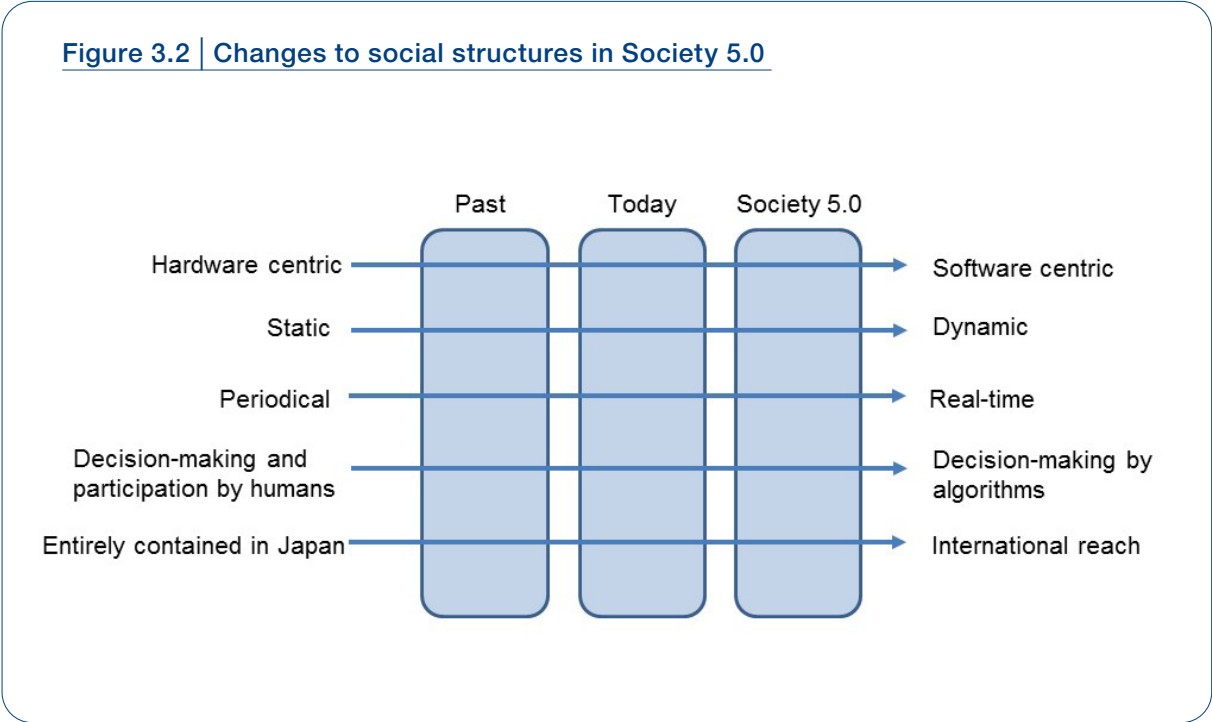 Figure 3.2 | Changes to social structures in Society 5.0
Past Today Society 5.0
Hardware centric Software centric
Static Dynamic
Periodical Real-time
Decision-making and
participation by humans
Decision-making by
algorithms
Entirely contained in Japan International reach